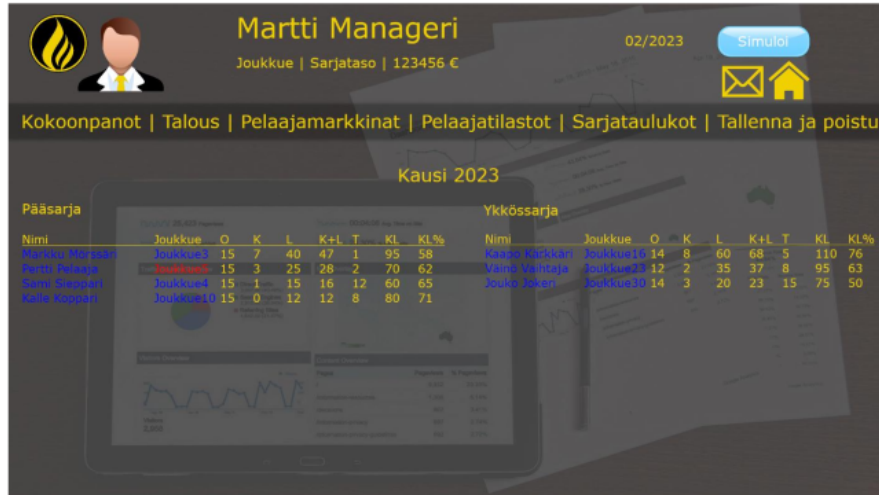 Martti Manageri
Joukkue | Sarjataso | 123456 €
02/2023
Simuloi
Kokoonpanot | Talous | Pelaajamarkkinat | Pelaajatilastot | Sarjataulukot | Tallenna ja poistu
Kausi 2023
Pääsarja
Nimi Joukkue O K L K+L T KL KL%
Markku Mörssäri Joukkue3 15 7 40 47 1 95 58
Pertti Pelaaja 15 3 25 28 2 70 62
Sami Sieppari Joukkue4 15 1 15 16 12 60 65
Kalle Koppari Joukkue10 15 0 12 12 8 80 71
Ykkössarja
Nimi Joukkue O K L K+L T KL KL%
Kaapo Kärkkäri Joukkue16 14 8 60 68 5 110 76
Väinö Vaihtaja Joukkue23 12 2 35 37 8 95 63
Jouko Jokeri Joukkue30 14 3 20 23 15 75 50